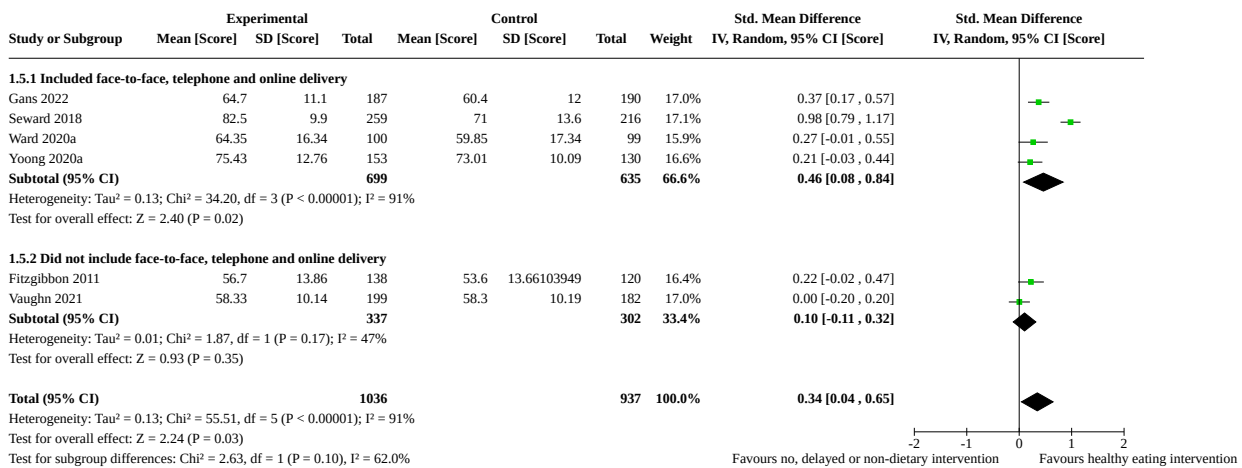 Experimental Control Std. Mean Difference Std. Mean Difference
Study or Subgroup Mean [Score] SD [Score] Total Mean [Score] SD [Score] Total Weight IV, Random, 95% CI [Score] IV, Random, 95% CI [Score]
1.5.1 Included face-to-face, telephone and online delivery
Gans 2022 64.7 11.1 187 60.4 12 190 17.0% 0.37 [0.17 , 0.57]
Seward 2018 82.5 9.9 259 71 13.6 216 17.1% 0.98 [0.79 , 1.17]
Ward 2020a 64.35 16.34 100 59.85 17.34 99 15.9% 0.27 [-0.01 , 0.55]
Yoong 2020a 75.43 12.76 153 73.01 10.09 130 16.6% 0.21 [-0.03 , 0.44]
Subtotal (95% CI) 699 635 66.6% 0.46 [0.08 , 0.84]
Heterogeneity: Tau² = 0.13; Chi² = 34.20, df = 3 (P < 0.00001); I² = 91%
Test for overall effect: Z = 2.40 (P = 0.02)
1.5.2 Did not include face-to-face, telephone and online delivery
Fitzgibbon 2011 56.7 13.86 138 53.6 13.66103949 120 16.4% 0.22 [-0.02 , 0.47]
Vaughn 2021 58.33 10.14 199 58.3 10.19 182 17.0% 0.00 [-0.20 , 0.20]
Subtotal (95% CI) 337 302 33.4% 0.10 [-0.11 , 0.32]
Heterogeneity: Tau² = 0.01; Chi² = 1.87, df = 1 (P = 0.17); I² = 47%
Test for overall effect: Z = 0.93 (P = 0.35)
Total (95% CI) 1036 937 100.0% 0.34 [0.04 , 0.65]
Heterogeneity: Tau² = 0.13; Chi² = 55.51, df = 5 (P < 0.00001); I² = 91%
Test for overall effect: Z = 2.24 (P = 0.03) -2 -1 0 1 2
Test for subgroup differences: Chi² = 2.63, df = 1 (P = 0.10), I² = 62.0% Favours no, delayed or non-dietary intervention Favours healthy eating intervention